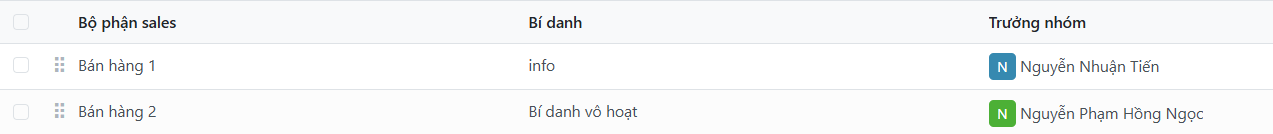 Bộ phận sales Bí danh Trưởng nhóm
Bán hàng 1 info N Nguyễn Nhuận Tiến
Bán hàng 2 Bí danh vô hoạt N Nguyễn Phạm Hồng Ngọc